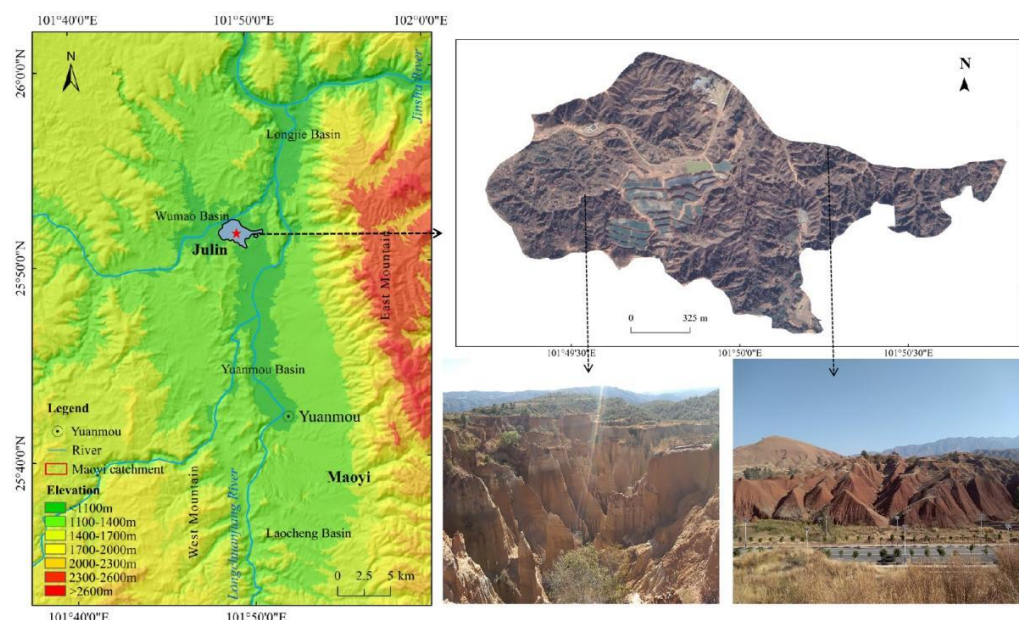 101°40'0"E
101°50'0"E
102°0'0"E
26°0'0"N
25°50'0"N
25°40'0"N
N
Jinsha River
Longjie Basin
Wumao Basin
Julin
East Mountain
Yuanmou Basin
Yuanmou
Maoyi
West Mountain
Longchuanjiang River
Laocheng Basin
Legend
Yuanmou
River
Maoyi catchment
Elevation
<1100m
1100-1400m
1400-1700m
1700-2000m
2000-2300m
2300-2600m
>2600m
0 2.5 5 km
101°40'0"E
101°50'0"E
N
0 325 m
101°49'30"E
101°50'0"E
101°50'30"E